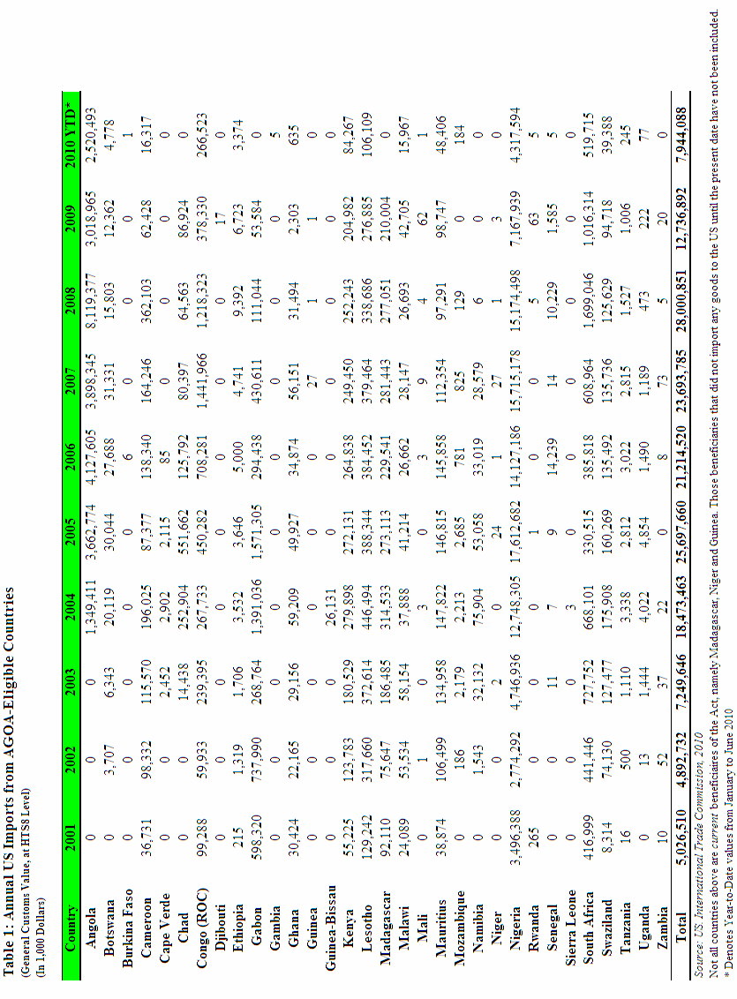 Table 1: Annual US Imports from AGOA-Eligible Countries
(General Customs Value, at HTS8 Level)
(In 1,000 Dollars)
Country 2001 2002 2003 2004 2005 2006 2007 2008 2009 2010 YTD*
Angola 0 0 0 1,349,411 3,662,774 4,127,605 3,898,345 8,119,377 3,018,965 2,520,493
Botswana 0 3,707 6,343 20,119 30,044 27,688 31,331 15,803 12,362 4,778
Burkina Faso 0 0 0 0 0 6 0 0 0 1
Cameroon 36,731 98,332 115,570 196,025 87,377 138,340 164,246 362,103 62,428 16,317
Cape Verde 0 0 2,452 2,902 2,115 85 0 0 0 0
Chad 0 0 14,438 252,904 551,662 125,792 80,397 64,563 86,924 0
Congo (ROC) 99,288 59,933 239,395 267,733 450,282 708,281 1,441,966 1,218,323 378,330 266,523
Djibouti 0 0 0 0 0 0 0 0 17 0
Ethiopia 215 1,319 1,706 3,532 3,646 5,000 4,741 9,392 6,723 3,374
Gabon 598,320 737,990 268,764 1,391,036 1,571,305 294,438 430,611 111,044 53,584 0
Gambia 0 0 0 0 0 0 0 0 0 5
Ghana 30,424 22,165 29,156 59,209 49,927 34,874 56,151 31,494 2,303 635
Guinea 0 0 0 0 0 0 27 1 1 0
Guinea-Bissau 0 0 0 26,131 0 0 0 0 0 0
Kenya 55,225 123,783 180,529 279,898 272,131 264,838 249,450 252,243 204,982 84,267
Lesotho 129,242 317,660 372,614 446,494 388,344 384,452 379,464 338,686 276,885 106,109
Madagascar 92,110 75,647 186,485 314,533 273,113 229,541 281,443 277,051 210,004 0
Malawi 24,089 53,534 58,154 37,888 41,214 26,662 28,147 26,693 42,705 15,967
Mali 0 1 0 3 0 3 9 4 62 1
Mauritius 38,874 106,499 134,958 147,822 146,815 145,858 112,354 97,291 98,747 48,406
Mozambique 0 186 2,179 2,213 2,685 781 825 129 0 184
Namibia 0 1,543 32,132 75,904 53,058 33,019 28,579 6 0 0
Niger 0 0 2 0 24 1 27 1 3 0
Nigeria 3,496,388 2,774,292 4,746,936 12,748,305 17,612,682 14,127,186 15,715,178 15,174,498 7,167,939 4,317,594
Rwanda 265 0 0 0 1 0 0 5 63 5
Senegal 0 0 11 7 9 14,239 14 10,229 1,585 5
Sierra Leone 0 0 0 3 0 0 0 0 0 0
South Africa 416,999 441,446 727,752 668,101 330,515 385,818 608,964 1,699,046 1,016,314 519,715
Swaziland 8,314 74,130 127,477 175,908 160,269 135,492 135,736 125,629 94,718 39,388
Tanzania 16 500 1,110 3,338 2,812 3,022 2,815 1,527 1,006 245
Uganda 0 13 1,444 4,022 4,854 1,490 1,189 473 222 77
Zambia 10 52 37 22 0 8 73 5 20 0
Total 5,026,510 4,892,732 7,249,646 18,473,463 25,697,660 21,214,520 23,693,785 28,000,851 12,736,892 7,944,088
Source: US International Trade Commission, 2010
Not all countries above are current beneficiaires of the Act, namely Madagascar, Niger and Guinea. Those beneficiaries that did not import any goods to the US until the present date have not been included.
* Denotes Year-to-Date values from January to June 2010